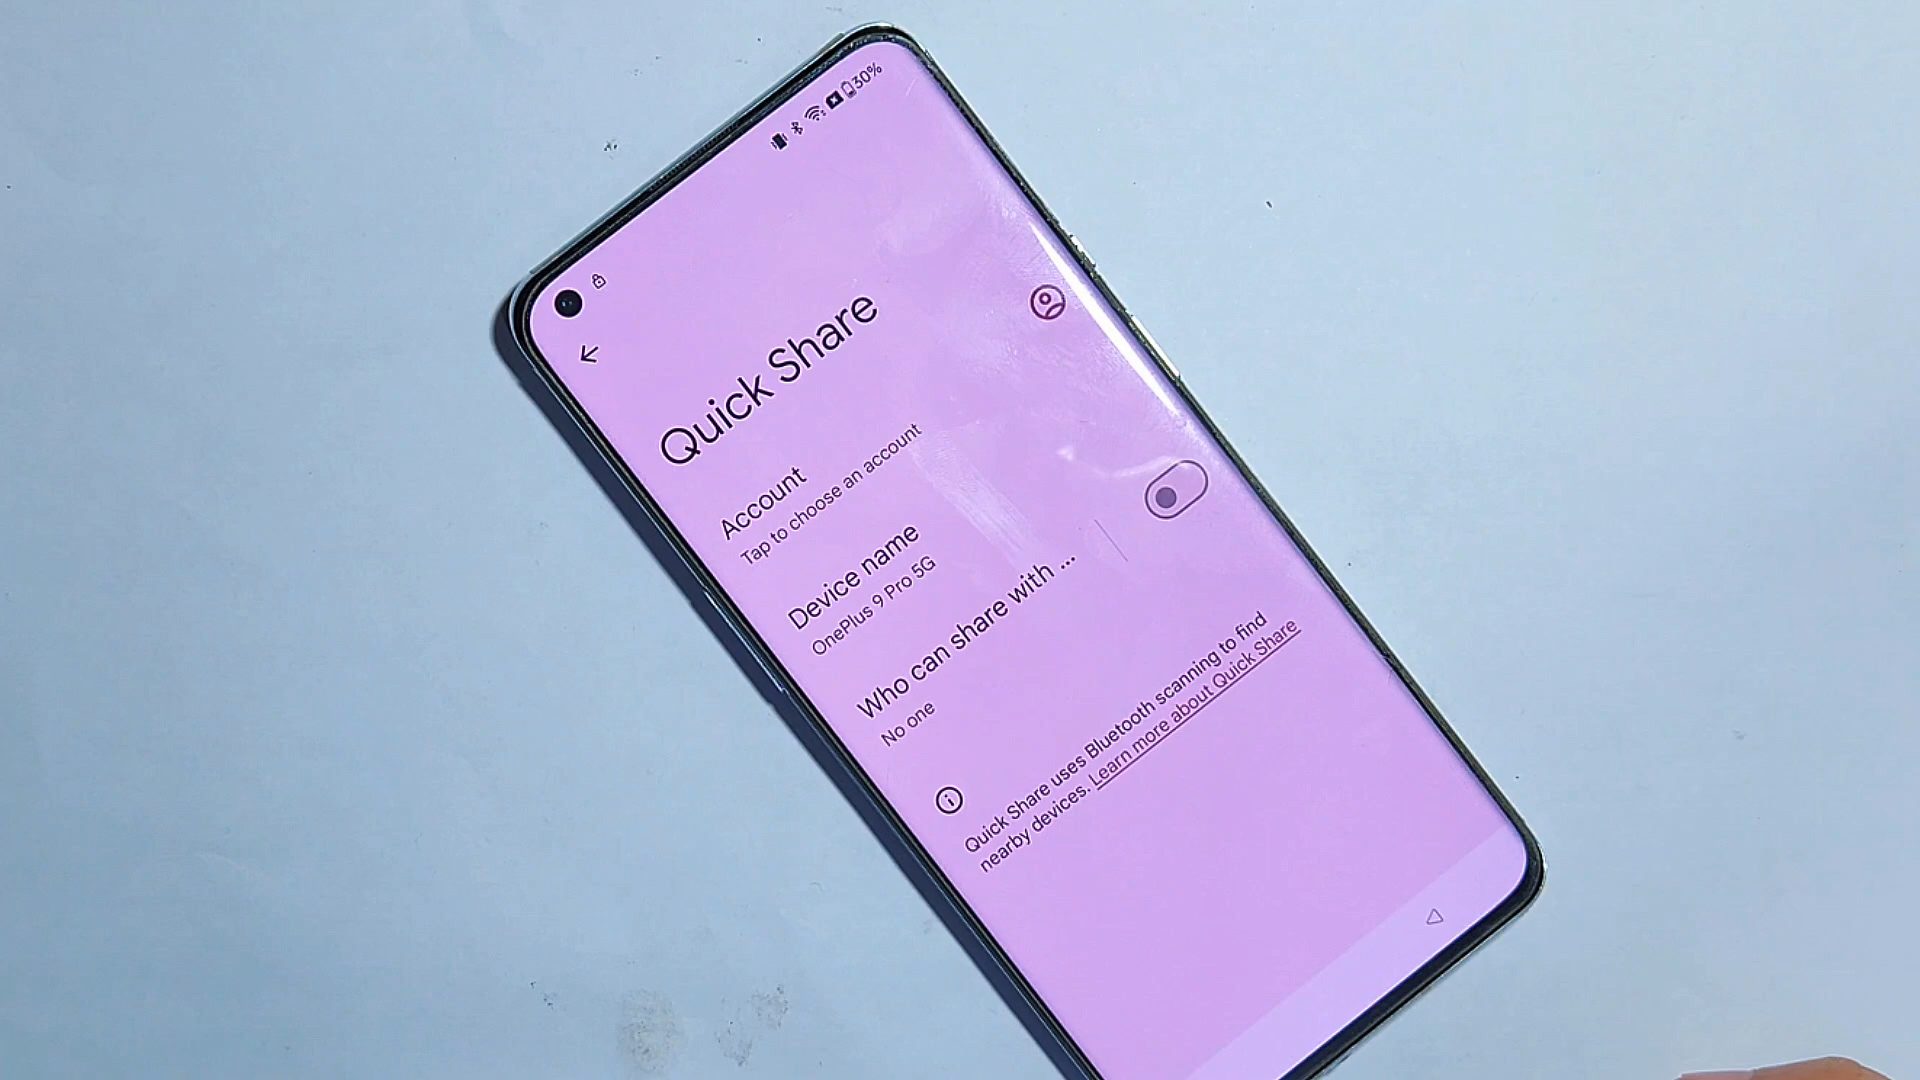 30%
Quick Share
Account
Tap to choose an account
Device name
OnePlus 9 Pro 5G
Who can share with ...
No one
Quick Share uses Bluetooth scanning to find
nearby devices. Learn more about Quick Share